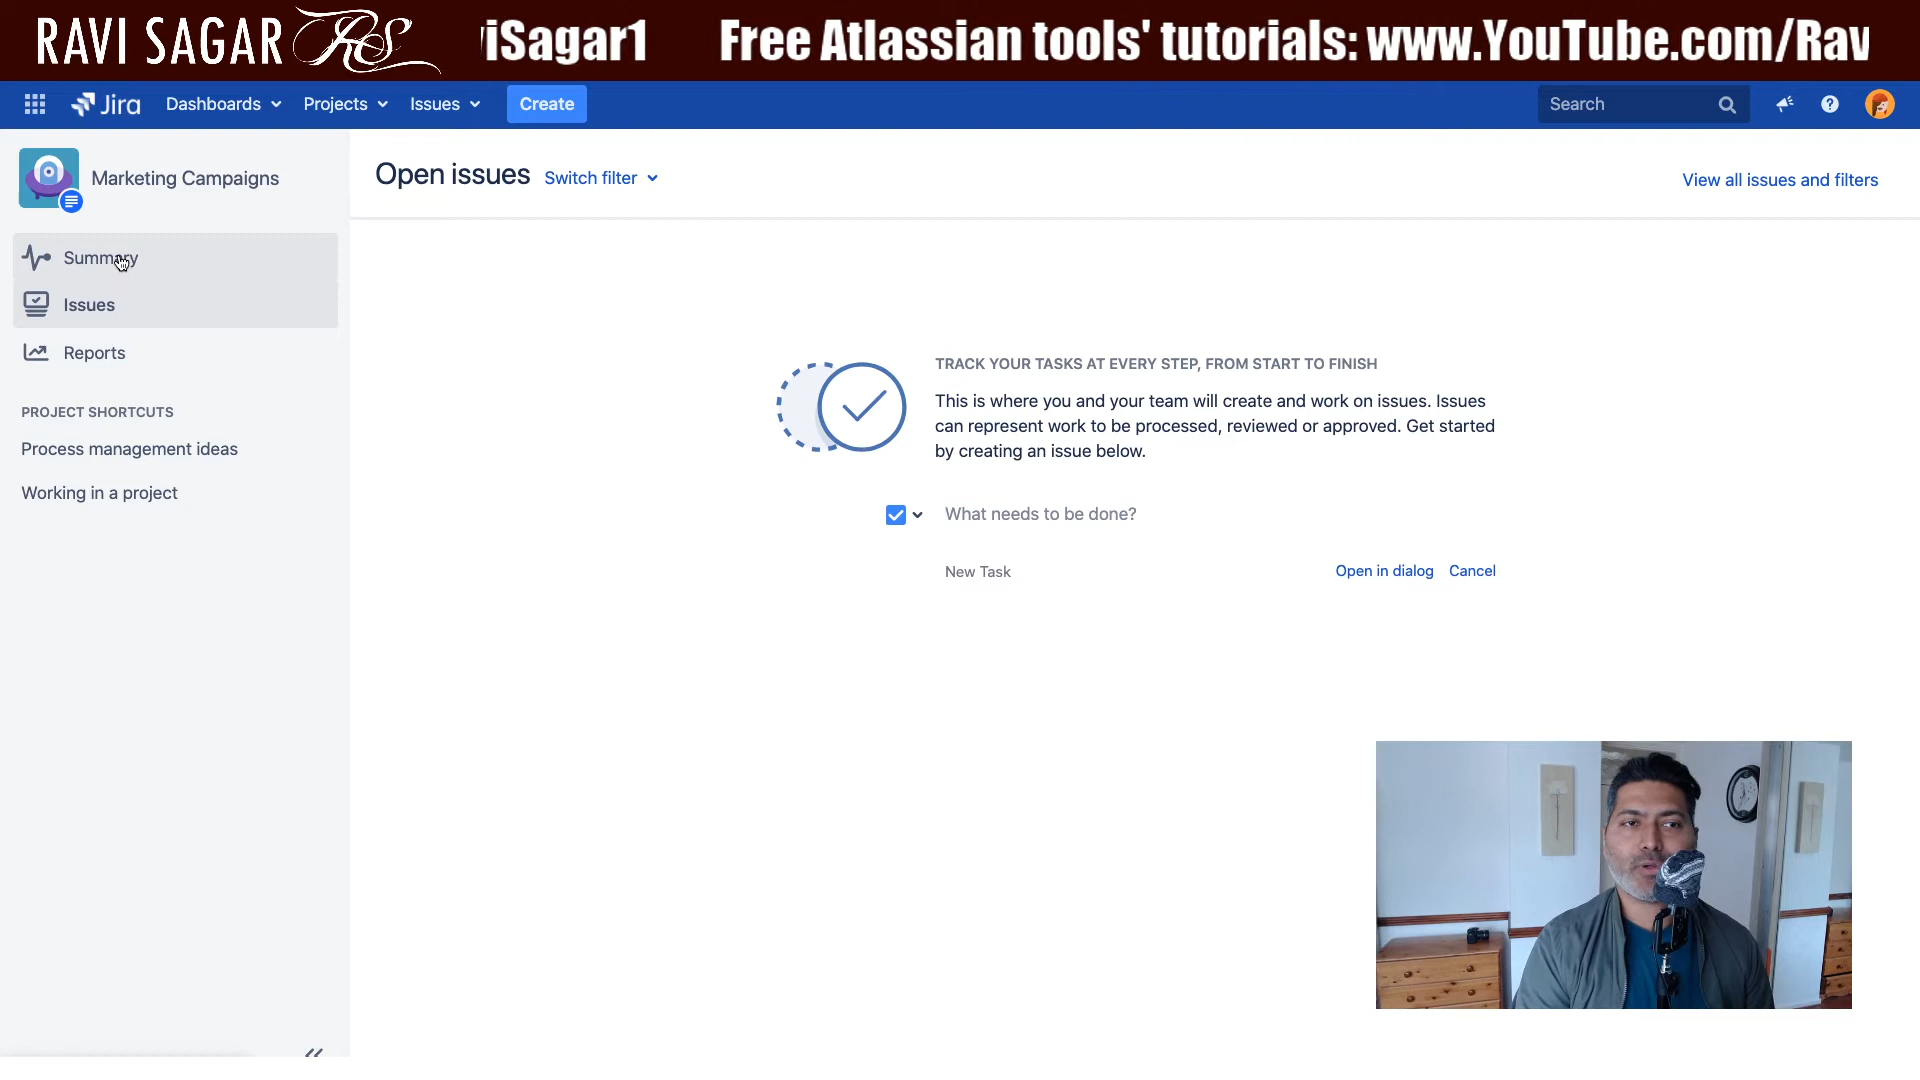 RAVI SAGAR RS iSagar1 Free Atlassian tools' tutorials: www.YouTube.com/Rav
Jira Dashboards Projects Issues Create Search
Marketing Campaigns
Open issues Switch filter
View all issues and filters
Summary
Issues
Reports
PROJECT SHORTCUTS
Process management ideas
Working in a project
TRACK YOUR TASKS AT EVERY STEP, FROM START TO FINISH
This is where you and your team will create and work on issues. Issues
can represent work to be processed, reviewed or approved. Get started
by creating an issue below.
What needs to be done?
New Task Open in dialog Cancel